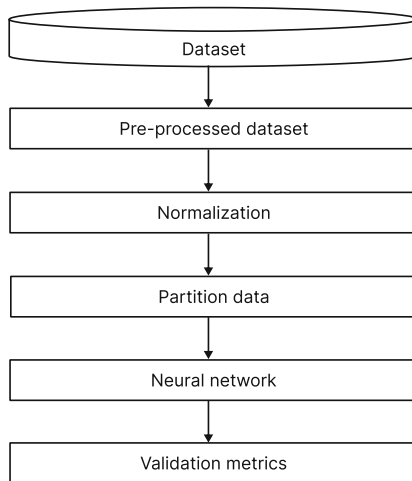 Dataset
Pre-processed dataset
Normalization
Partition data
Neural network
Validation metrics